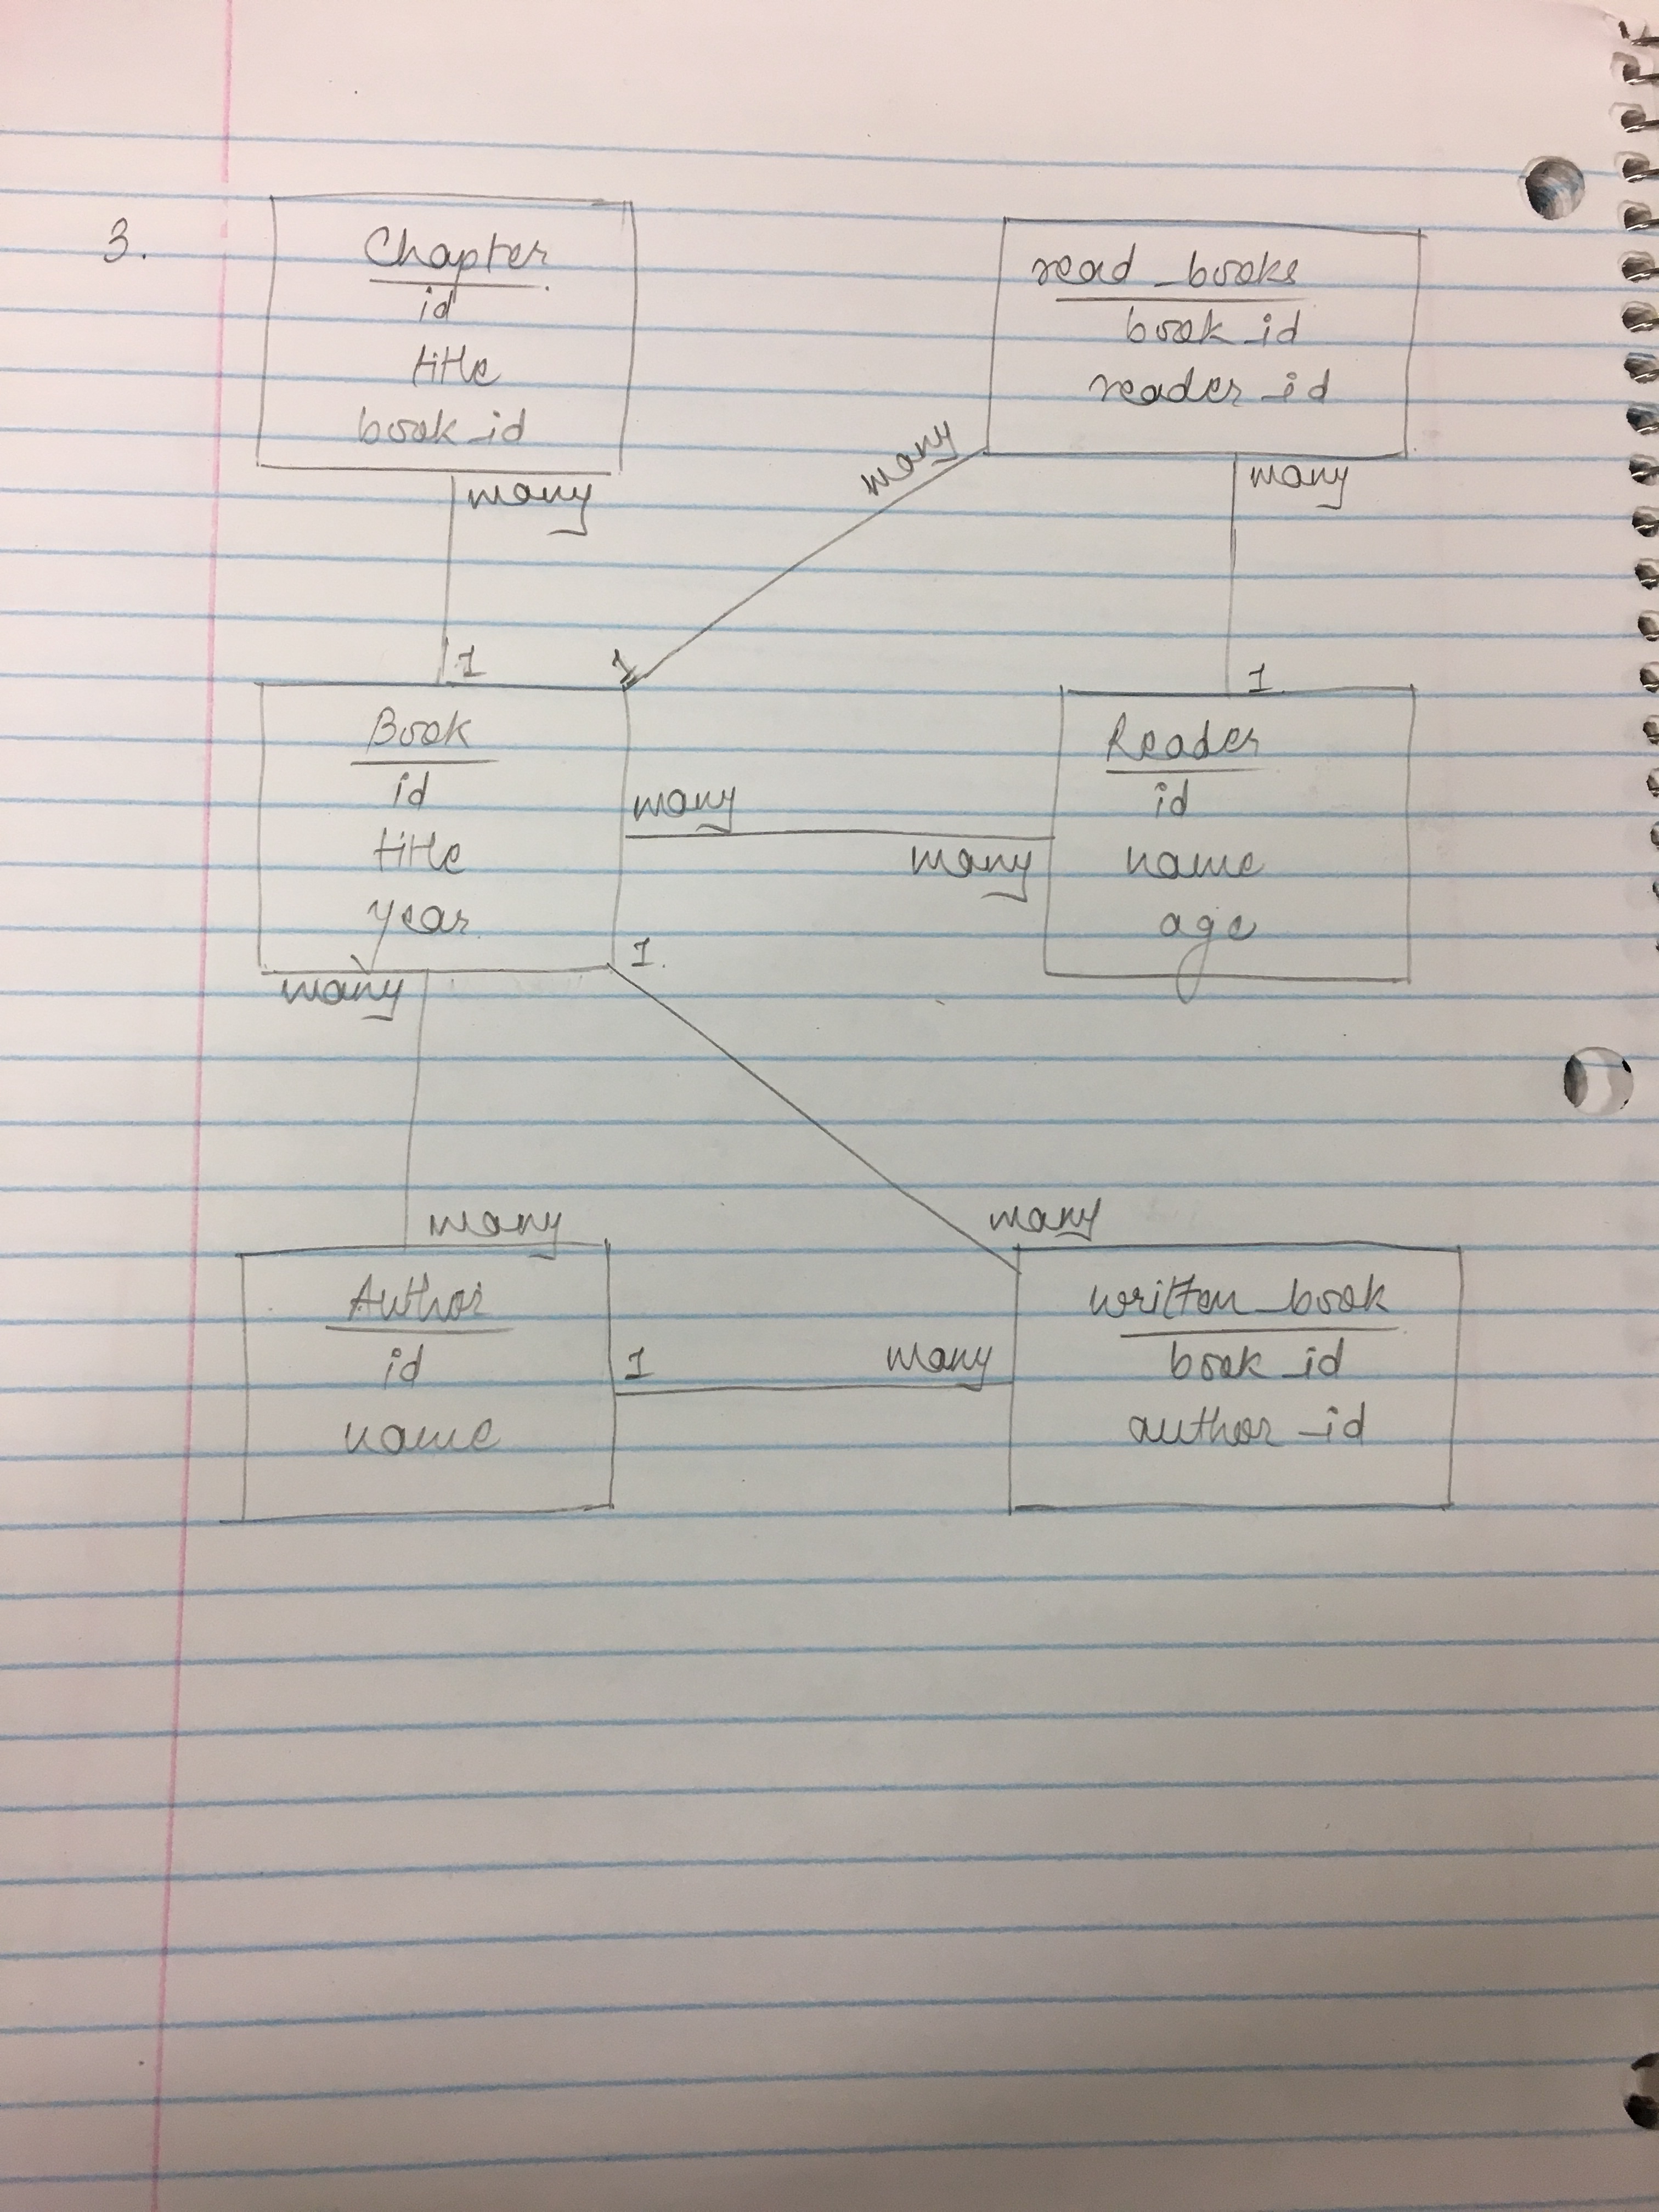 3.
Chapter
id
title
book_id
many
1
read_books
book_id
reader_id
many
many
1
1
Book
id
title
year
many
many
Reader
id
name
age
many
1
many
many
Author
id
name
1
many
written_book
book_id
author_id